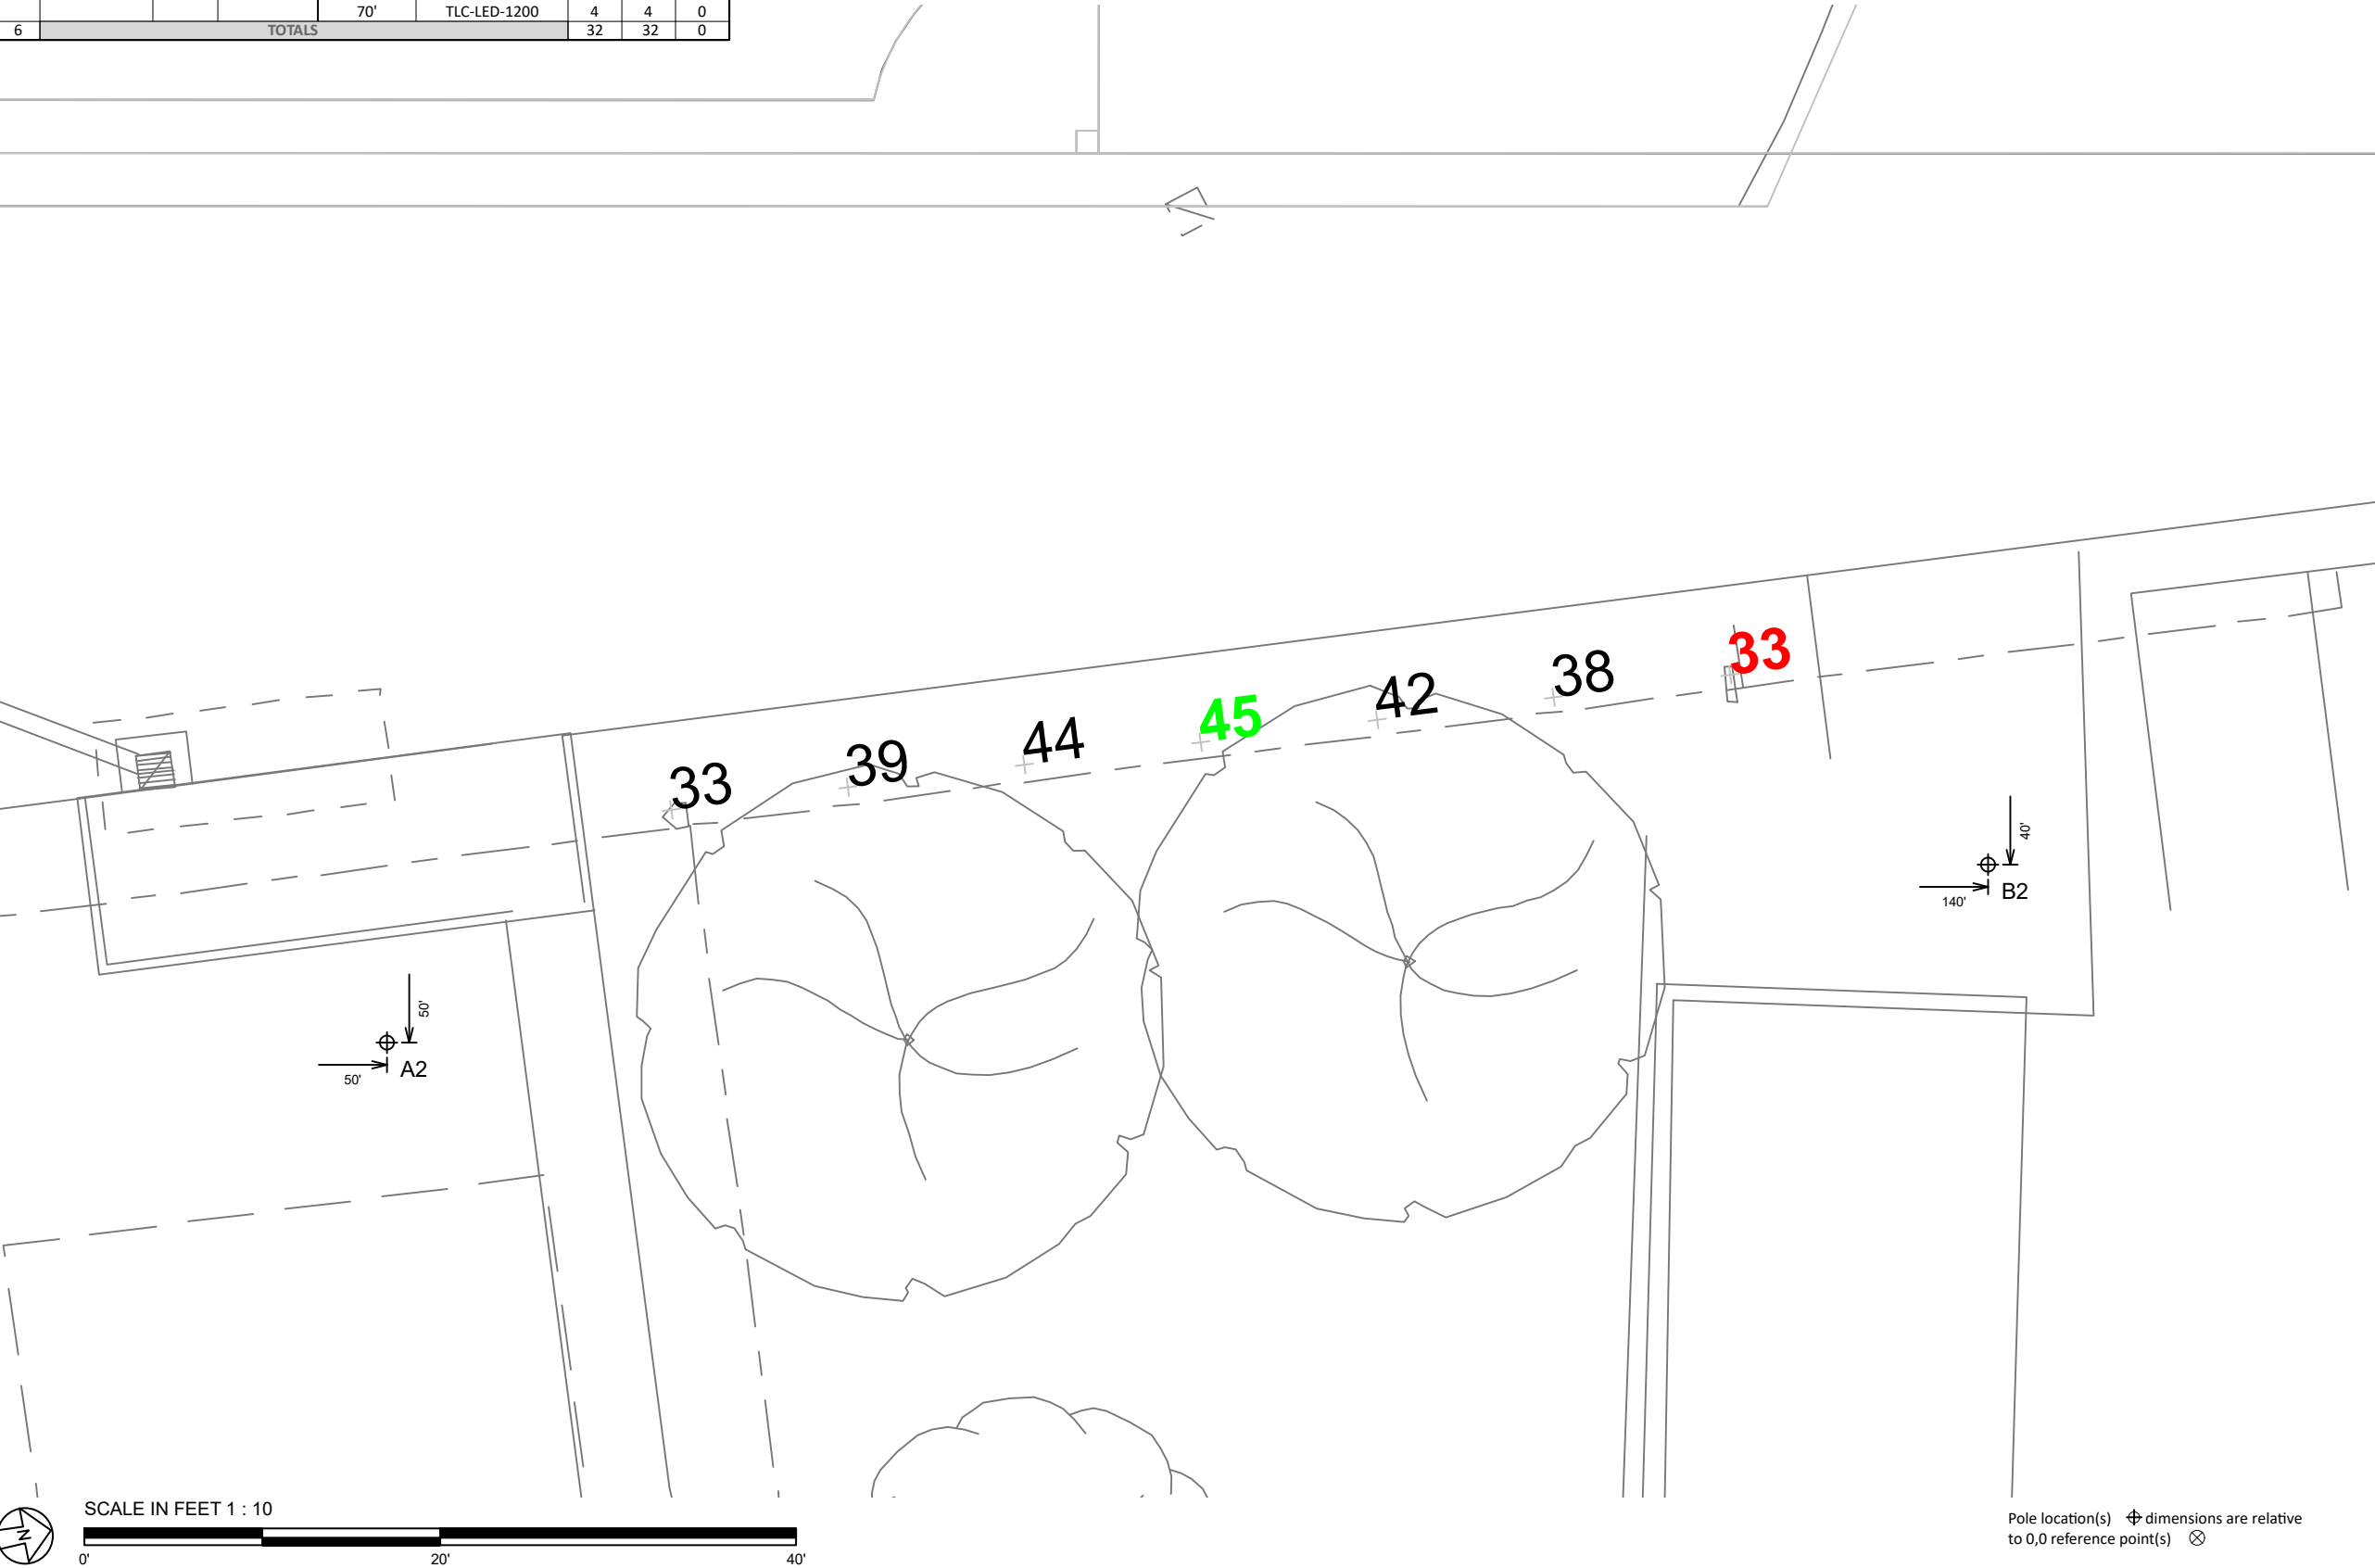 70' TLC-LED-1200 4 4 0
6 TOTALS 32 32 0
33 39 44 45 42 38 33
40'
140' B2
50'
50' A2
SCALE IN FEET 1 : 10
0' 20' 40'
N
Pole location(s) dimensions are relative
to 0,0 reference point(s)